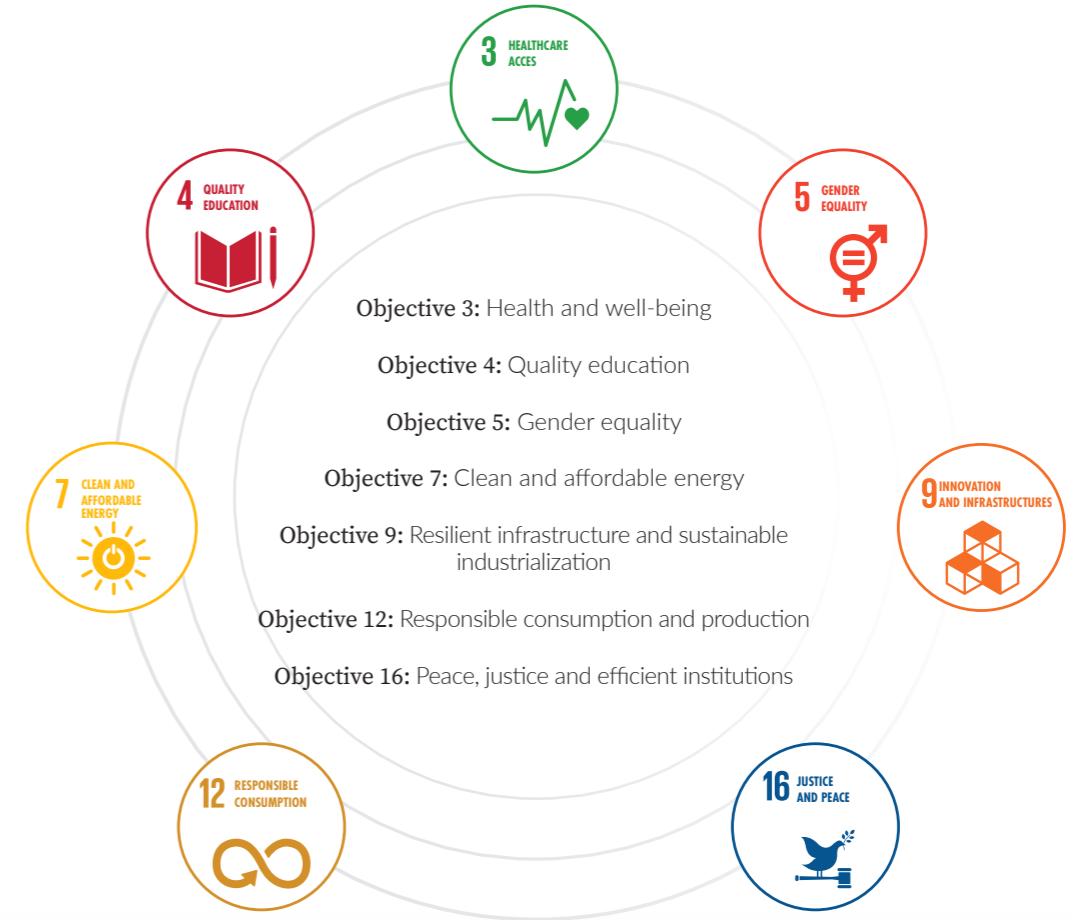 3 HEALTHCARE
ACCES
4 QUALITY
EDUCATION
5 GENDER
EQUALITY
Objective 3: Health and well-being
Objective 4: Quality education
Objective 5: Gender equality
Objective 7: Clean and affordable energy
Objective 9: Resilient infrastructure and sustainable
industrialization
Objective 12: Responsible consumption and production
Objective 16: Peace, justice and efficient institutions
7 CLEAN AND
AFFORDABLE
ENERGY
9 INNOVATION
AND INFRASTRUCTURES
12 RESPONSIBLE
CONSUMPTION
16 JUSTICE
AND PEACE